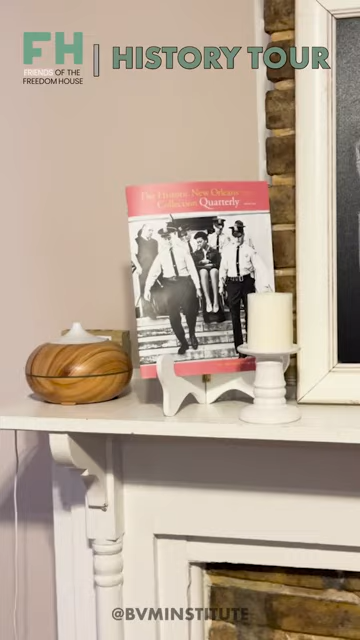 FH
FRIENDS OF THE
FREEDOM HOUSE
HISTORY TOUR
The Historic New Orleans
Collection Quarterly
@BVMINSTITUTE